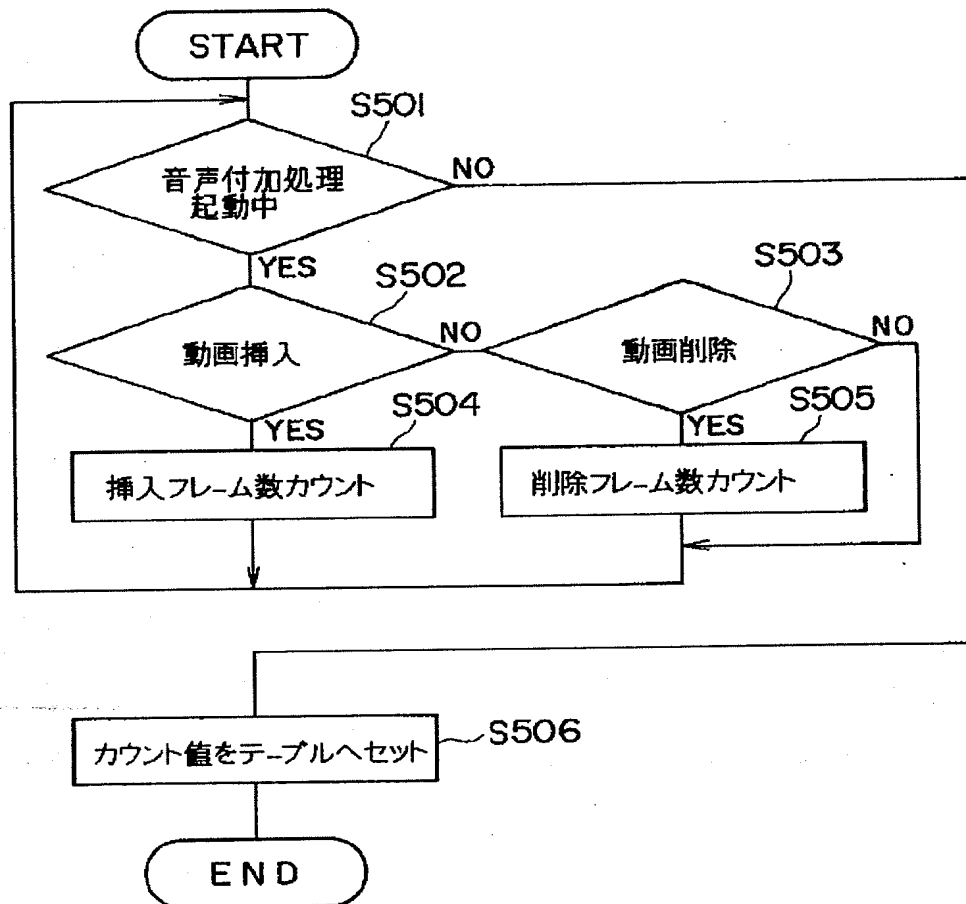 START
S501
音声付加処理
起動中
NO
YES
S502
動画挿入
NO
S503
動画削除
NO
YES
S504
挿入フレーム数カウント
YES
S505
削除フレーム数カウント
カウント値をテーブルへセット
S506
END